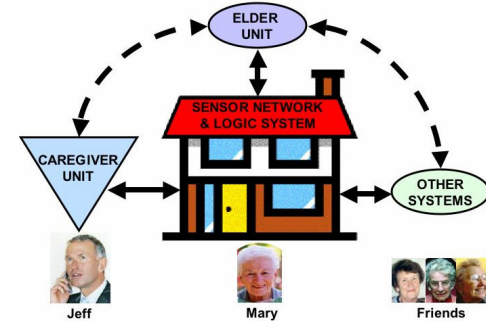 ELDER
UNIT
SENSOR NETWORK
& LOGIC SYSTEM
CAREGIVER
UNIT
OTHER
SYSTEMS
Jeff
Mary
Friends